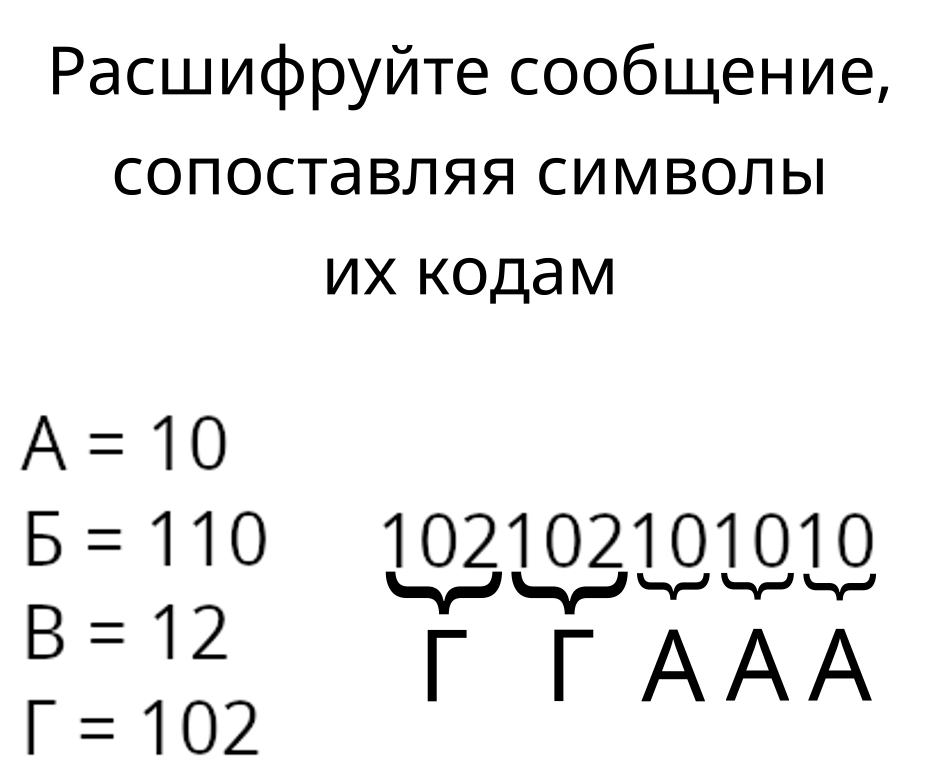 Расшифруйте сообщение,
сопоставляя символы
их кодам
А = 10
Б = 110
В = 12
Г = 102
102102101010
Г Г А А А